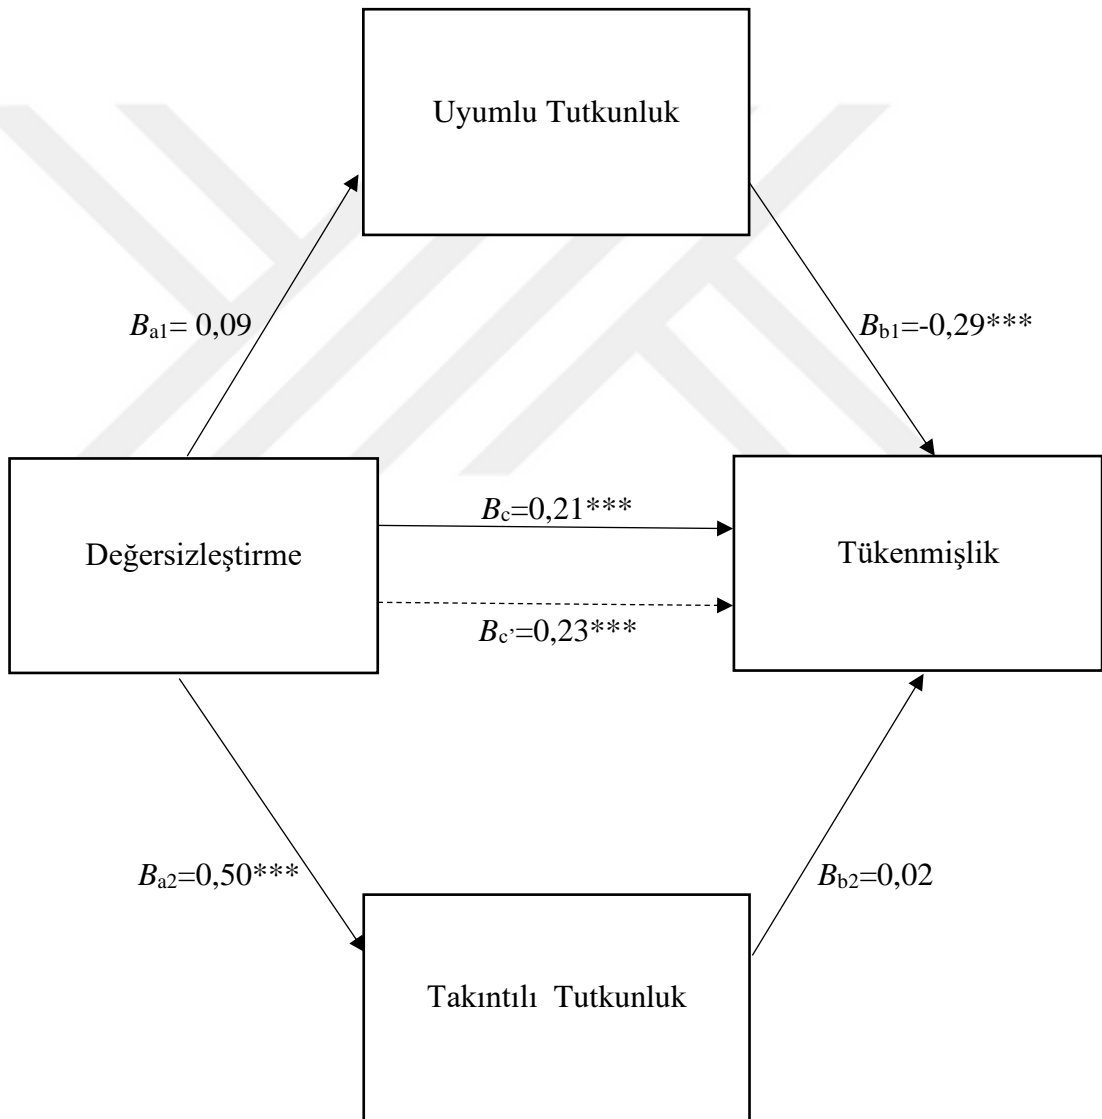 Uyumlu Tutkunluk
Ba1= 0,09
Bb1=-0,29***
Bc=0,21***
Değersizleştirme
Tükenmişlik
Bc’=0,23***
Ba2=0,50***
Bb2=0,02
Takıntılı Tutkunluk